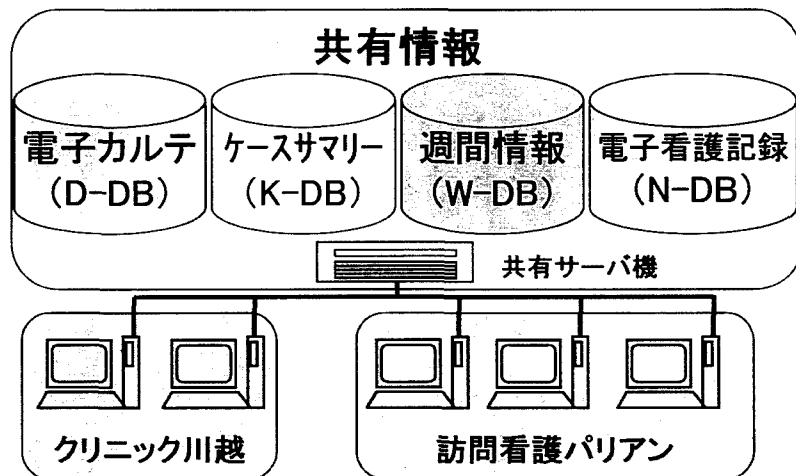 共有情報
電子カルテ
(D-DB)
ケースサマリー
(K-DB)
週間情報
(W-DB)
電子看護記録
(N-DB)
共有サーバ機
クリニック川越
訪問看護パリアン